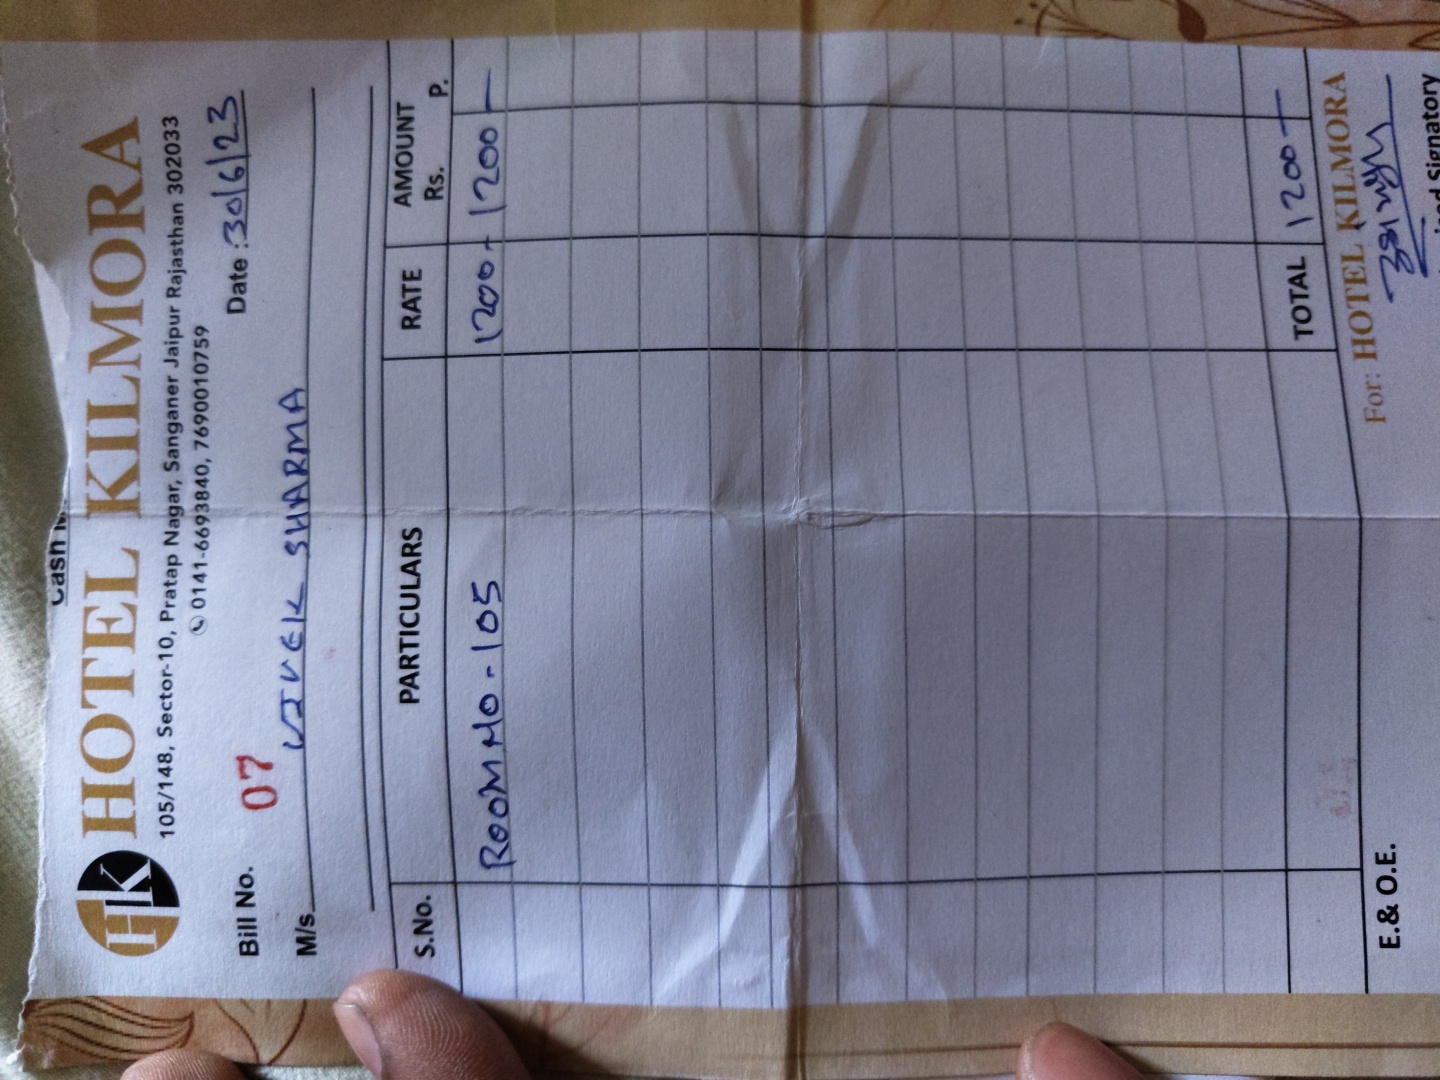 Cash M
HK HOTEL KILMORA
105/148, Sector-10, Pratap Nagar, Sanganer Jaipur Rajasthan 302033
0141-6693840, 7690010759
Bill No. 07 Date : 30/6/23
M/s. VIVEK SHARMA
S.No. PARTICULARS RATE AMOUNT
Rs. P.
ROOM NO - 105 1200 - 1200 -
TOTAL 1200 -
E.& O.E. For: HOTEL KILMORA
Signatory